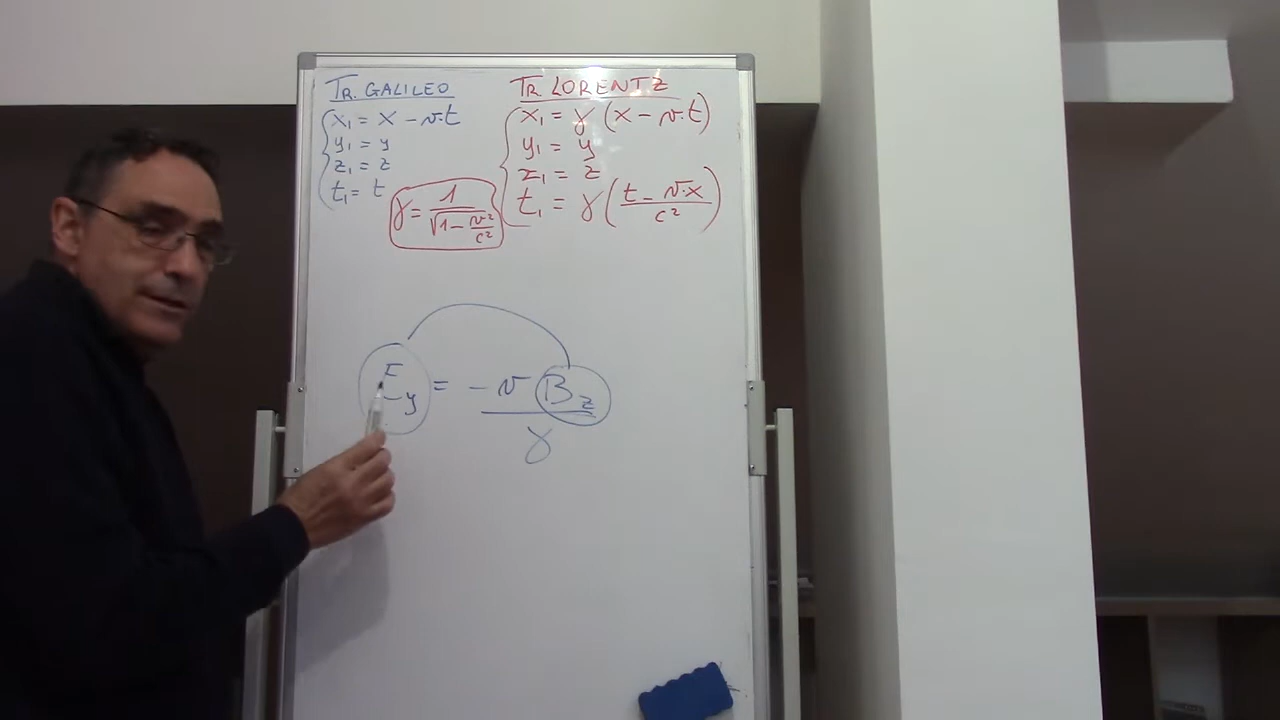 TR. GALILEO
x₁ = x − v·t
y₁ = y
z₁ = z
t₁ = t
γ = 1/√(1 − v²/c²)
TR LORENTZ
x₁ = γ (x − v·t)
y₁ = y
z₁ = z
t₁ = γ ((t − v·x)/c²)
E_y = −v B_z / γ